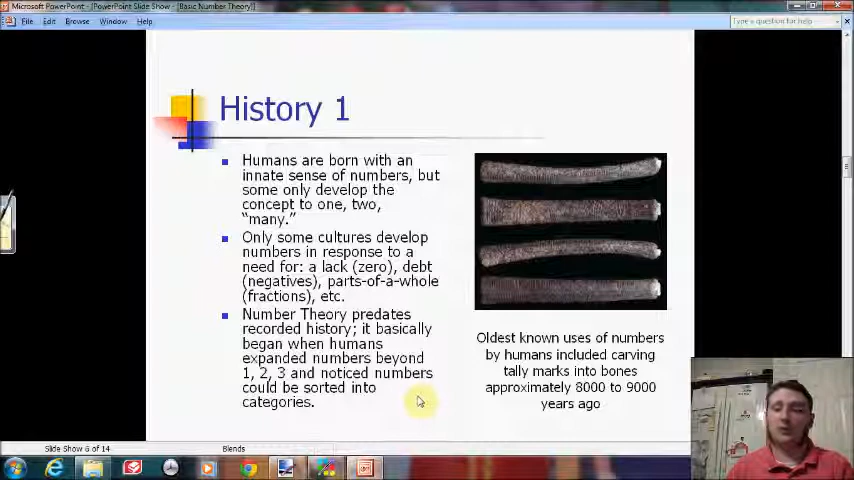 Microsoft PowerPoint - [PowerPoint Slide Show - [Basic Number Theory]]
File Edit Browse Window Help
Type a question for help
History 1
Humans are born with an
innate sense of numbers, but
some only develop the
concept to one, two,
“many.”
Only some cultures develop
numbers in response to a
need for: a lack (zero), debt
(negatives), parts-of-a-whole
(fractions), etc.
Number Theory predates
recorded history; it basically
began when humans
expanded numbers beyond
1, 2, 3 and noticed numbers
could be sorted into
categories.
Oldest known uses of numbers
by humans included carving
tally marks into bones
approximately 8000 to 9000
years ago
Slide Show 6 of 14
Blends